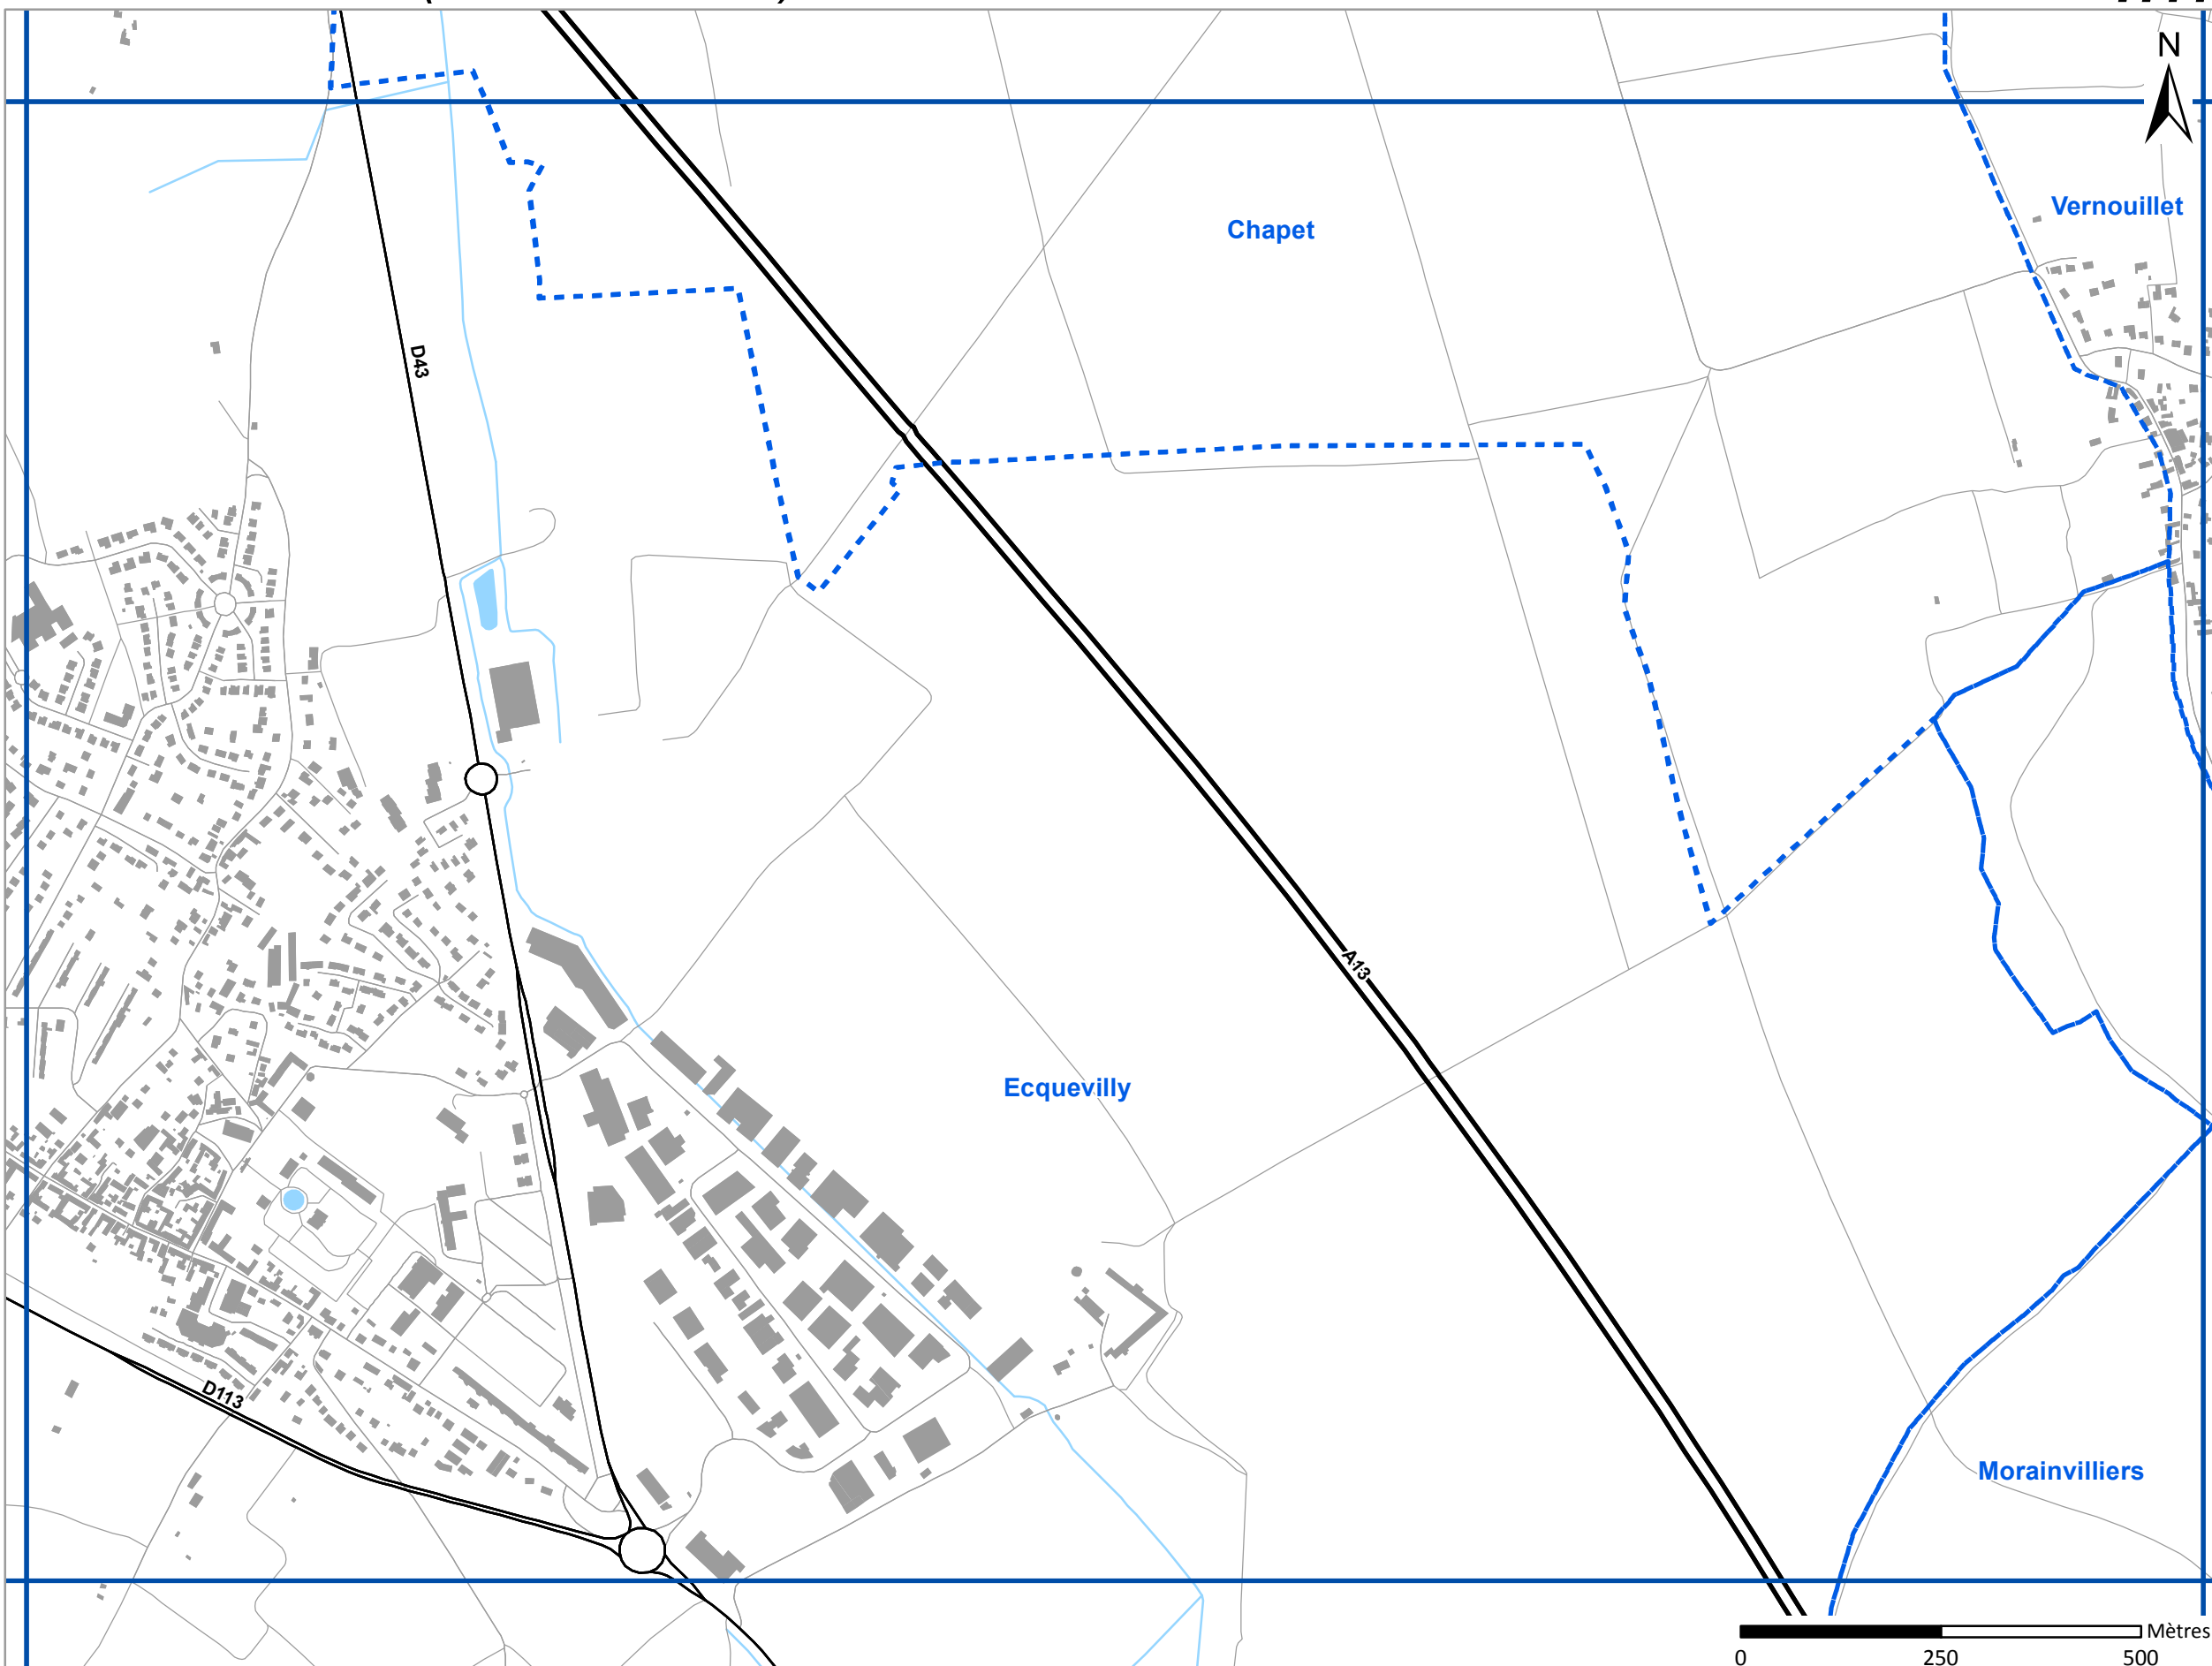 N
Vernouillet
Chapet
D43
A13
Ecquevilly
D113
Morainvilliers
Mètres
0 250 500